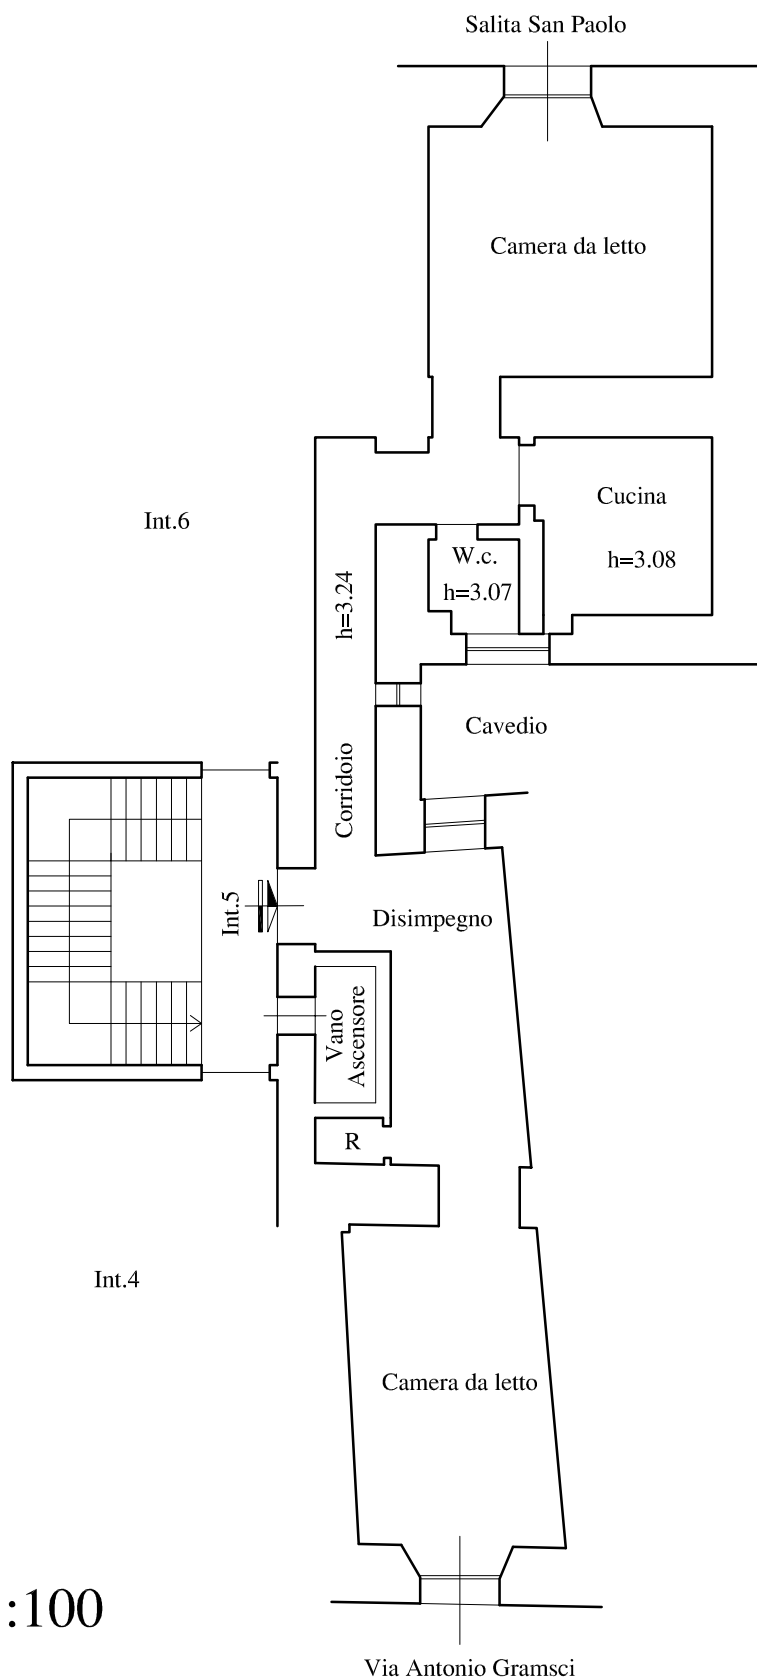 Salita San Paolo
Camera da letto
Cucina
Int.6
W.c.
h=3.08
h=3.07
h=3.24
Cavedio
Corridoio
Int.5
Disimpegno
Vano
Ascensore
R
Int.4
Camera da letto
:100
Via Antonio Gramsci